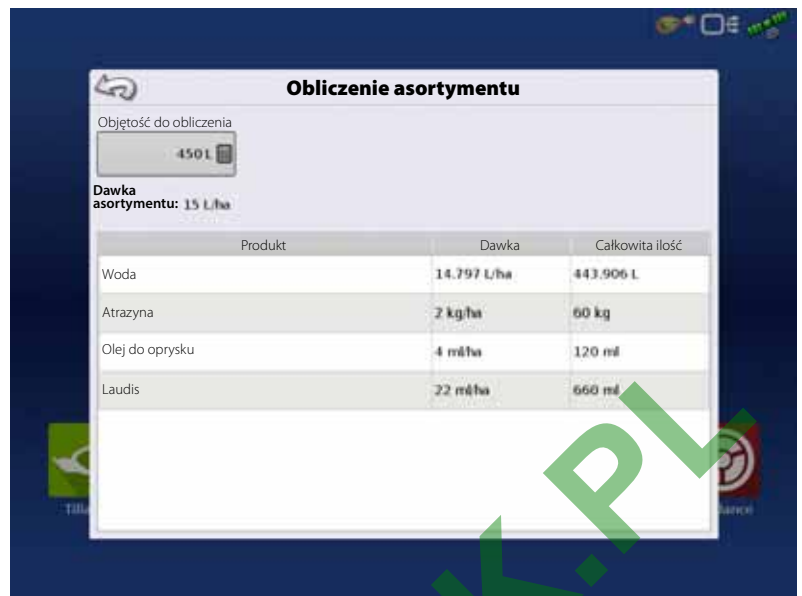 Obliczenie asortymentu
Objętość do obliczenia
450 L
Dawka
asortymentu: 15 L/ha
Produkt Dawka Całkowita ilość
Woda 14.797 L/ha 443.906 L
Atrazyna 2 kg/ha 60 kg
Olej do oprysku 4 ml/ha 120 ml
Laudis 22 ml/ha 660 ml
K.PL